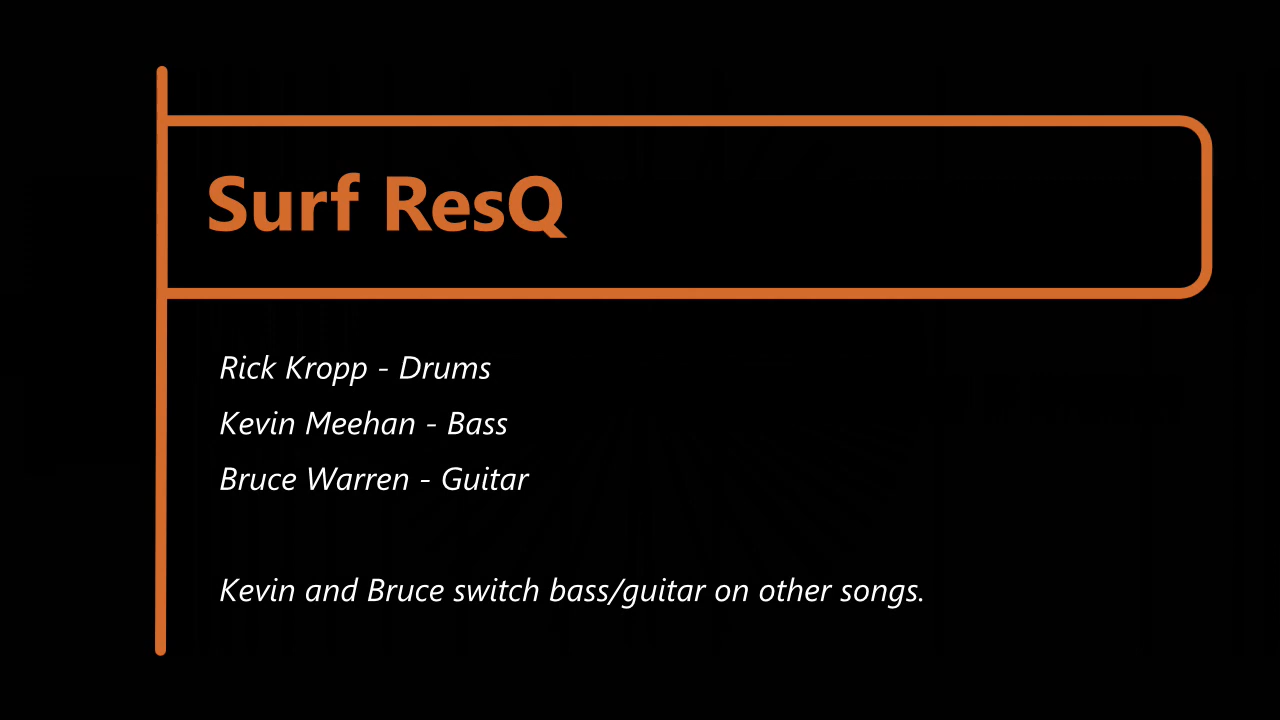 Surf ResQ
Rick Kropp - Drums
Kevin Meehan - Bass
Bruce Warren - Guitar
Kevin and Bruce switch bass/guitar on other songs.